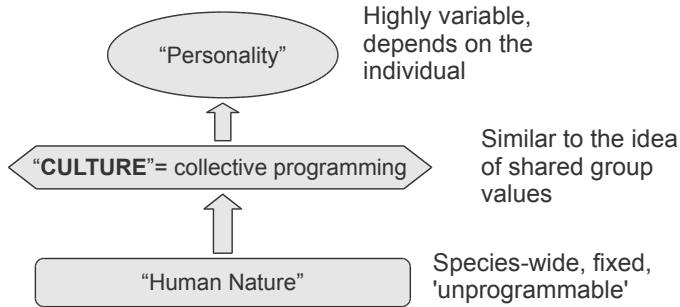 “Personality”
Highly variable,
depends on the
individual
“CULTURE”= collective programming
Similar to the idea
of shared group
values
“Human Nature”
Species-wide, fixed,
'unprogrammable'